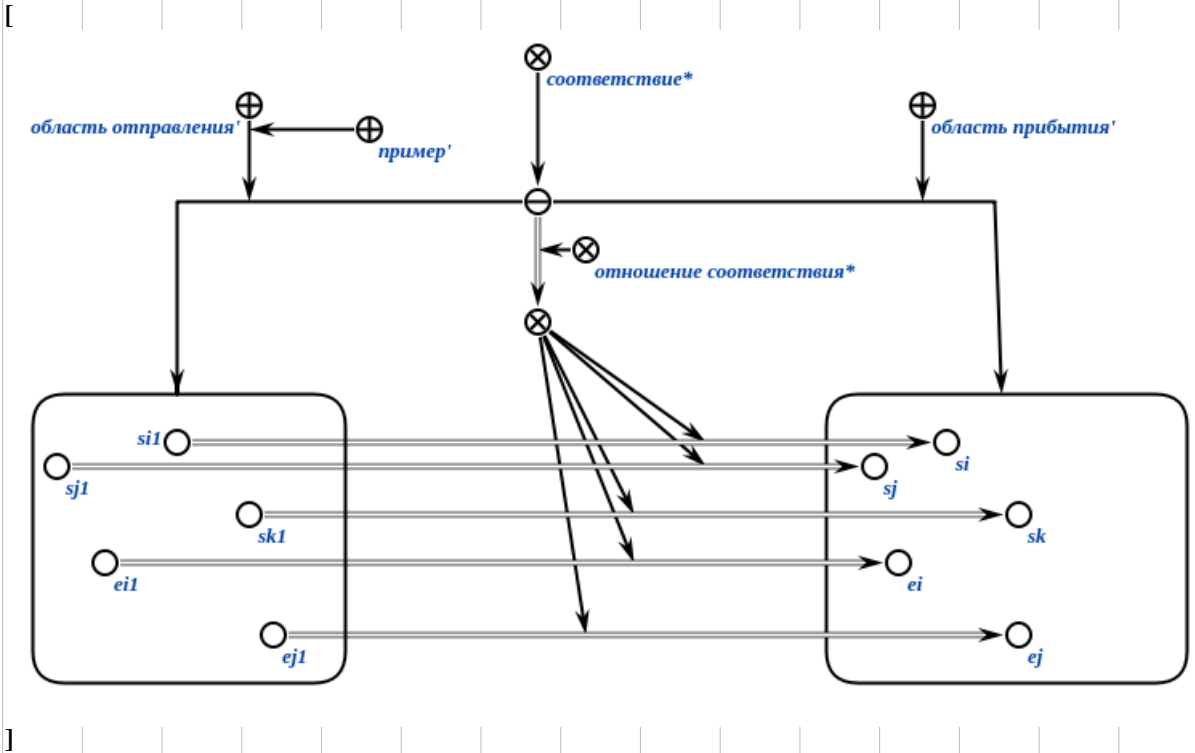 [
соответствие*
область отправления'
пример'
область прибытия'
отношение соответствия*
si1
si
sj1
sj
sk1
sk
ei1
ei
ej1
ej
]